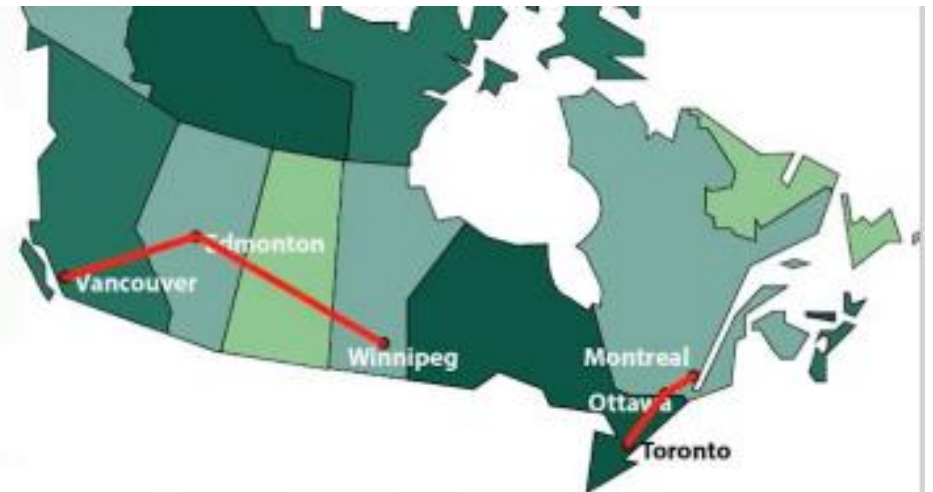 Edmonton
Vancouver
Winnipeg
Montreal
Ottawa
Toronto